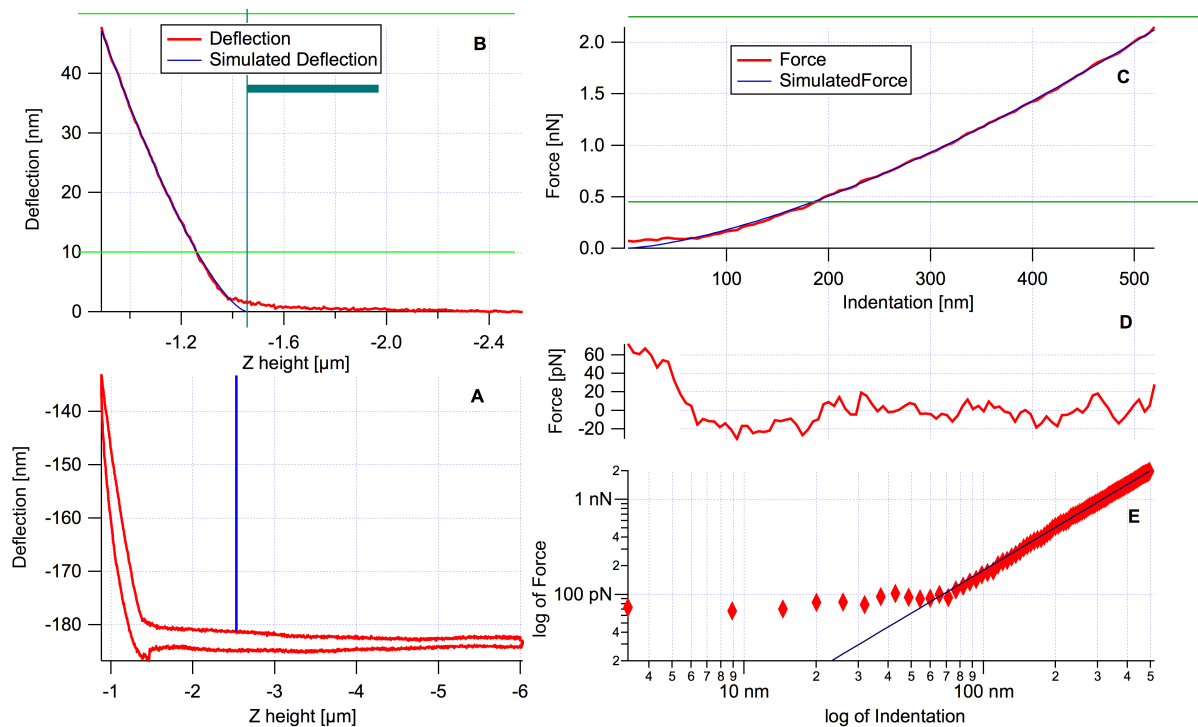 B
Deflection
Simulated Deflection
Deflection [nm]
40
30
20
10
0
-1.2
-1.6
-2.0
-2.4
Z height [µm]
C
Force
SimulatedForce
Force [nN]
2.0
1.5
1.0
0.5
0.0
100
200
300
400
500
Indentation [nm]
A
Deflection [nm]
-140
-150
-160
-170
-180
-1
-2
-3
-4
-5
-6
Z height [µm]
D
Force [pN]
60
40
20
0
-20
E
log of Force
2
1 nN
4
2
100 pN
4
2
4
5
6
7
8
9
10 nm
2
3
4
5
6
7
8
9
100 nm
2
3
4
5
log of Indentation